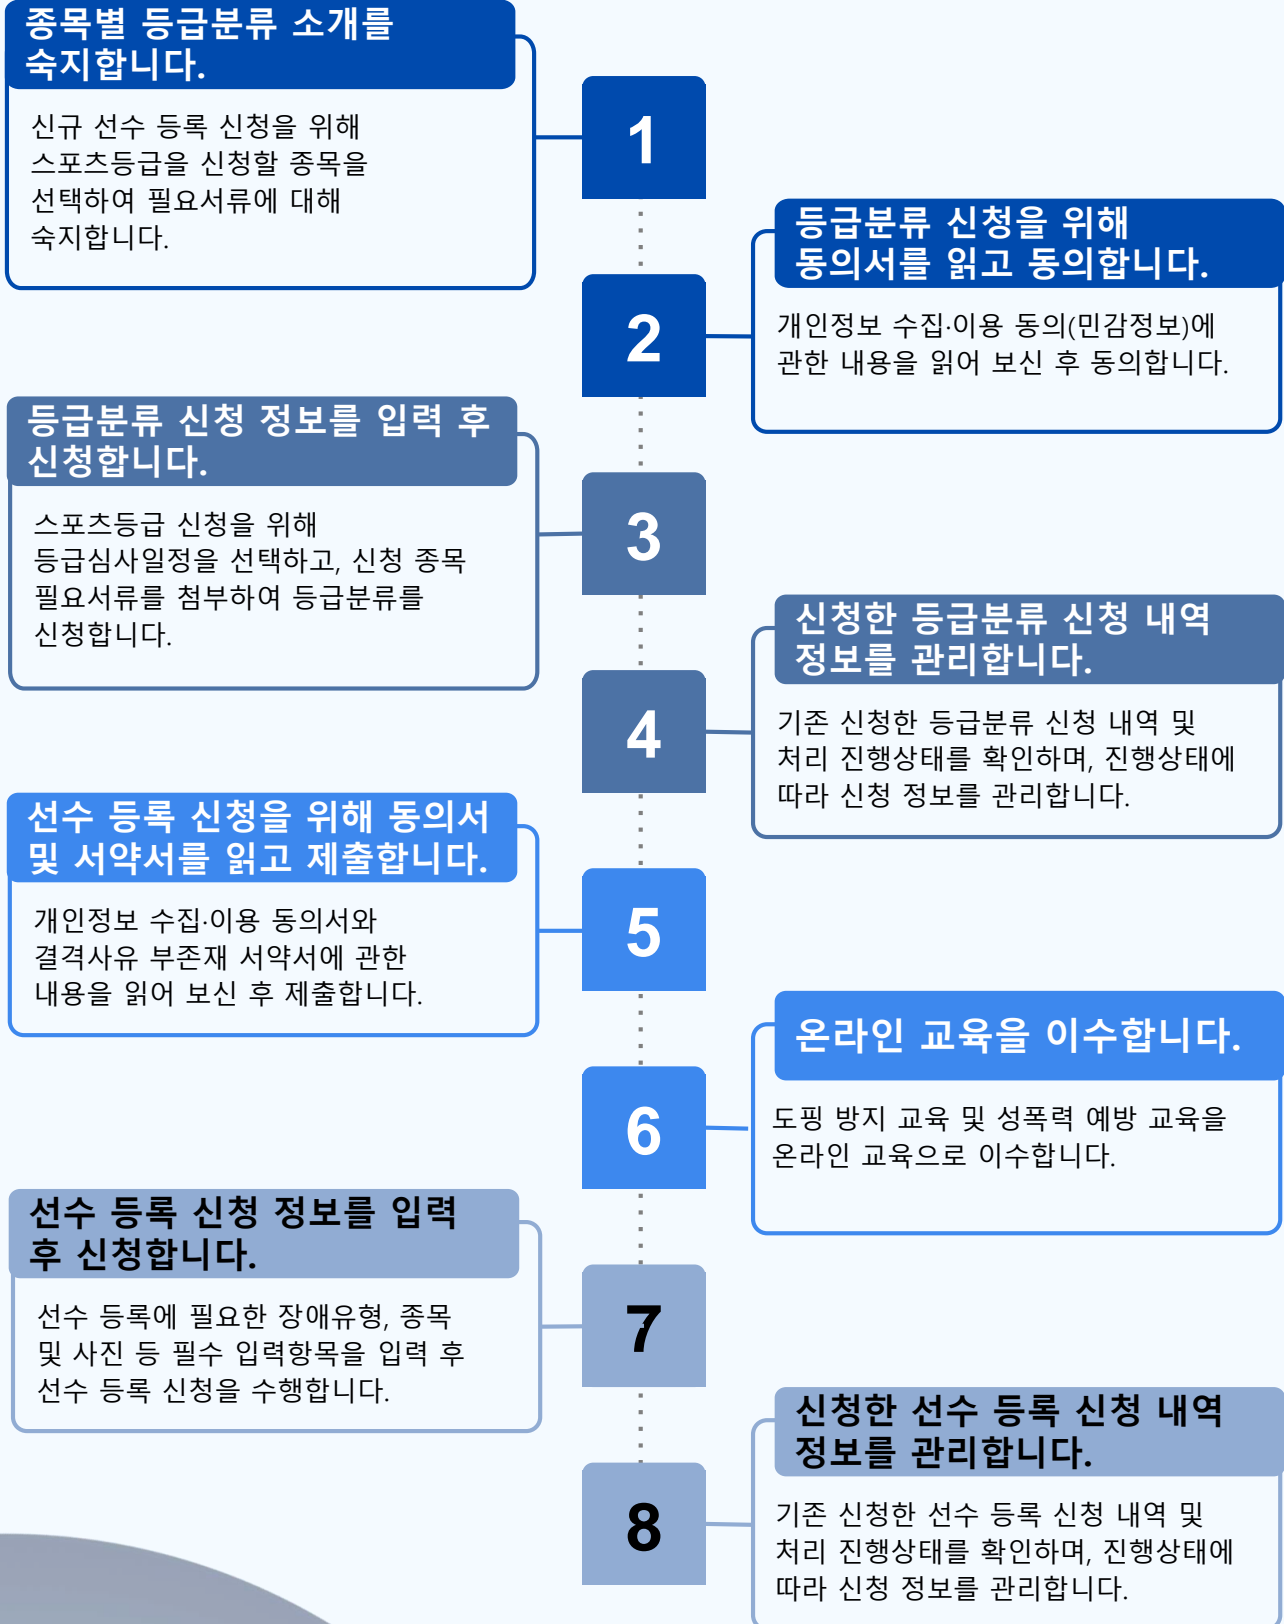 종목별 등급분류 소개를
숙지합니다.
신규 선수 등록 신청을 위해
스포츠등급을 신청할 종목을
선택하여 필요서류에 대해
숙지합니다.
1
등급분류 신청을 위해
동의서를 읽고 동의합니다.
개인정보 수집·이용 동의(민감정보)에
관한 내용을 읽어 보신 후 동의합니다.
2
등급분류 신청 정보를 입력 후
신청합니다.
스포츠등급 신청을 위해
등급심사일정을 선택하고, 신청 종목
필요서류를 첨부하여 등급분류를
신청합니다.
3
신청한 등급분류 신청 내역
정보를 관리합니다.
기존 신청한 등급분류 신청 내역 및
처리 진행상태를 확인하며, 진행상태에
따라 신청 정보를 관리합니다.
4
선수 등록 신청을 위해 동의서
및 서약서를 읽고 제출합니다.
개인정보 수집·이용 동의서와
결격사유 부존재 서약서에 관한
내용을 읽어 보신 후 제출합니다.
5
온라인 교육을 이수합니다.
도핑 방지 교육 및 성폭력 예방 교육을
온라인 교육으로 이수합니다.
6
선수 등록 신청 정보를 입력
후 신청합니다.
선수 등록에 필요한 장애유형, 종목
및 사진 등 필수 입력항목을 입력 후
선수 등록 신청을 수행합니다.
7
신청한 선수 등록 신청 내역
정보를 관리합니다.
기존 신청한 선수 등록 신청 내역 및
처리 진행상태를 확인하며, 진행상태에
따라 신청 정보를 관리합니다.
8